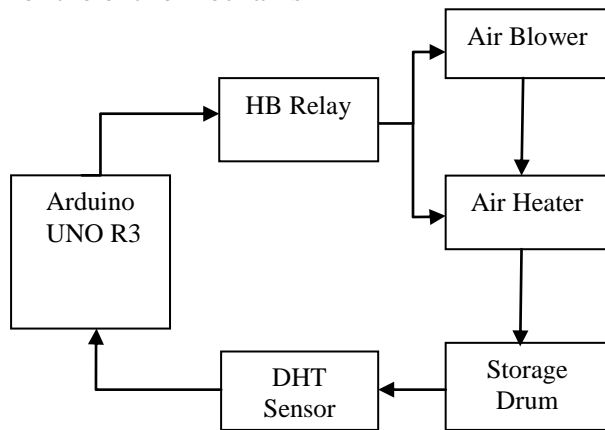 Air Blower
HB Relay
Arduino
UNO R3
Air Heater
DHT
Sensor
Storage
Drum